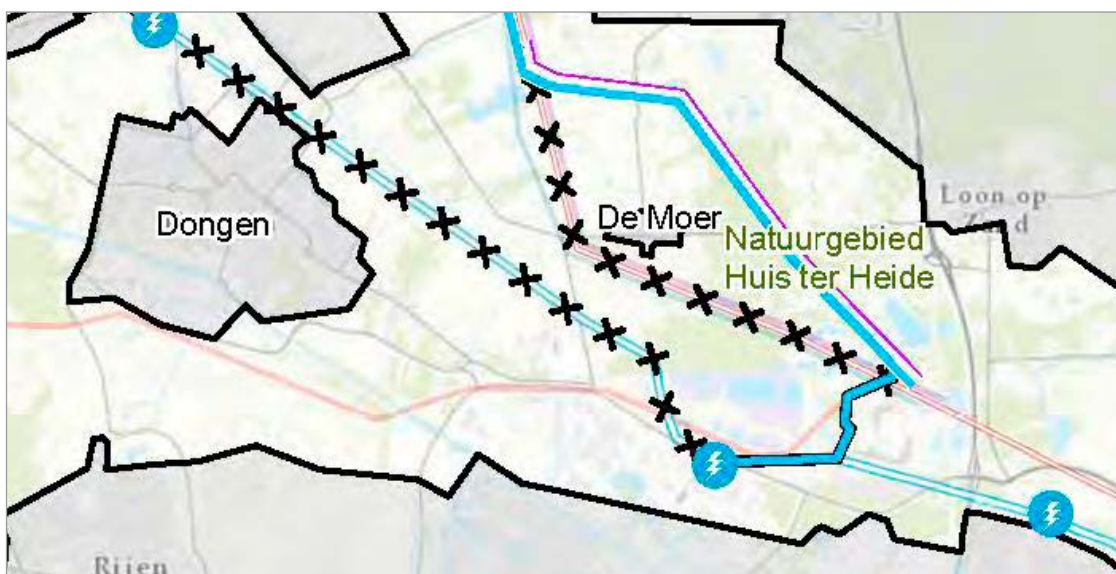 Loon op
Zand
Dongen
De Moer
Natuurgebied
Huis ter Heide
Rijen